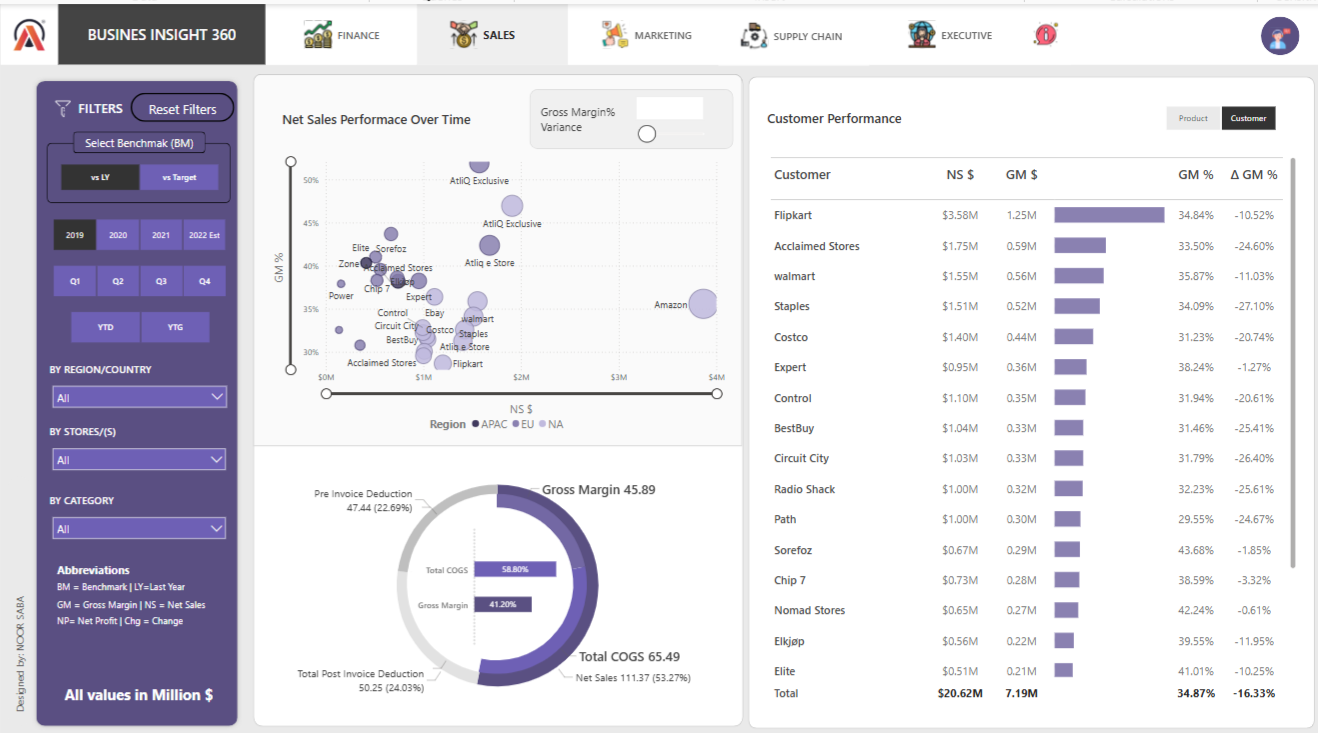 BUSINES INSIGHT 360
FINANCE
SALES
MARKETING
SUPPLY CHAIN
EXECUTIVE
FILTERS
Reset Filters
Select Benchmak (BM)
vs LY
vs Target
2019
2020
2021
2022 Est
Q1
Q2
Q3
Q4
YTD
YTG
BY REGION/COUNTRY
All
BY STORES/(S)
All
BY CATEGORY
All
Abbreviations
BM = Benchmark | LY=Last Year
GM = Gross Margin | NS = Net Sales
NP= Net Profit | Chg = Change
All values in Million $
Designed by: NOOR SABA
Net Sales Performace Over Time
Gross Margin%
Variance
GM %
50%
45%
40%
35%
30%
AtliQ Exclusive
AtliQ Exclusive
Atliq e Store
Elite
Sorefoz
Zone
Acclaimed Stores
Elkjøp
Chip 7
Power
Expert
Amazon
Control
Ebay
walmart
Circuit City
Costco
Staples
BestBuy
Atliq e Store
Acclaimed Stores
Flipkart
$0M
$1M
$2M
$3M
$4M
NS $
Region APAC EU NA
Pre Invoice Deduction
47.44 (22.69%)
Gross Margin 45.89
Total COGS
58.80%
Gross Margin
41.20%
Total COGS 65.49
Net Sales 111.37 (53.27%)
Total Post Invoice Deduction
50.25 (24.03%)
Customer Performance
Product
Customer
Customer NS $ GM $ GM % Δ GM %
Flipkart $3.58M 1.25M 34.84% -10.52%
Acclaimed Stores $1.75M 0.59M 33.50% -24.60%
walmart $1.55M 0.56M 35.87% -11.03%
Staples $1.51M 0.52M 34.09% -27.10%
Costco $1.40M 0.44M 31.23% -20.74%
Expert $0.95M 0.36M 38.24% -1.27%
Control $1.10M 0.35M 31.94% -20.61%
BestBuy $1.04M 0.33M 31.46% -25.41%
Circuit City $1.03M 0.33M 31.79% -26.40%
Radio Shack $1.00M 0.32M 32.23% -25.61%
Path $1.00M 0.30M 29.55% -24.67%
Sorefoz $0.67M 0.29M 43.68% -1.85%
Chip 7 $0.73M 0.28M 38.59% -3.32%
Nomad Stores $0.65M 0.27M 42.24% -0.61%
Elkjøp $0.56M 0.22M 39.55% -11.95%
Elite $0.51M 0.21M 41.01% -10.25%
Total $20.62M 7.19M 34.87% -16.33%